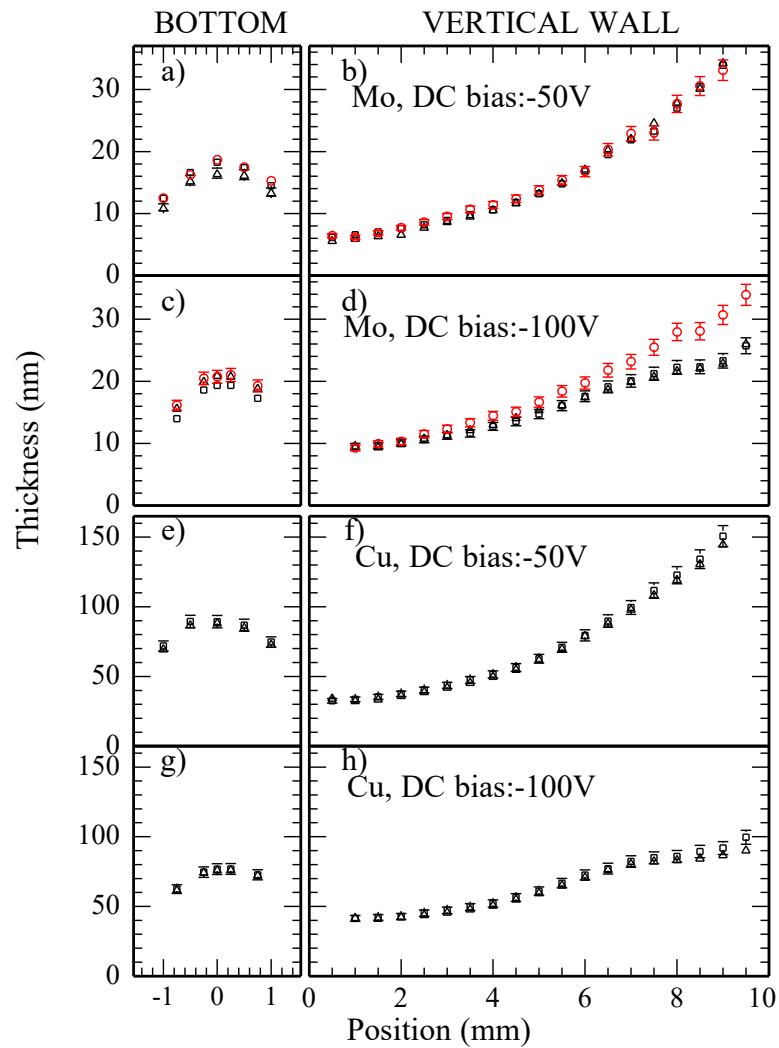 BOTTOM VERTICAL WALL
a) b)
Mo, DC bias:-50V
30
20
10
0
c) d)
Mo, DC bias:-100V
30
20
10
0
Thickness (nm)
e) f)
Cu, DC bias:-50V
150
100
50
0
g) h)
Cu, DC bias:-100V
150
100
50
0
-1 0 1 0 2 4 6 8 10
Position (mm)